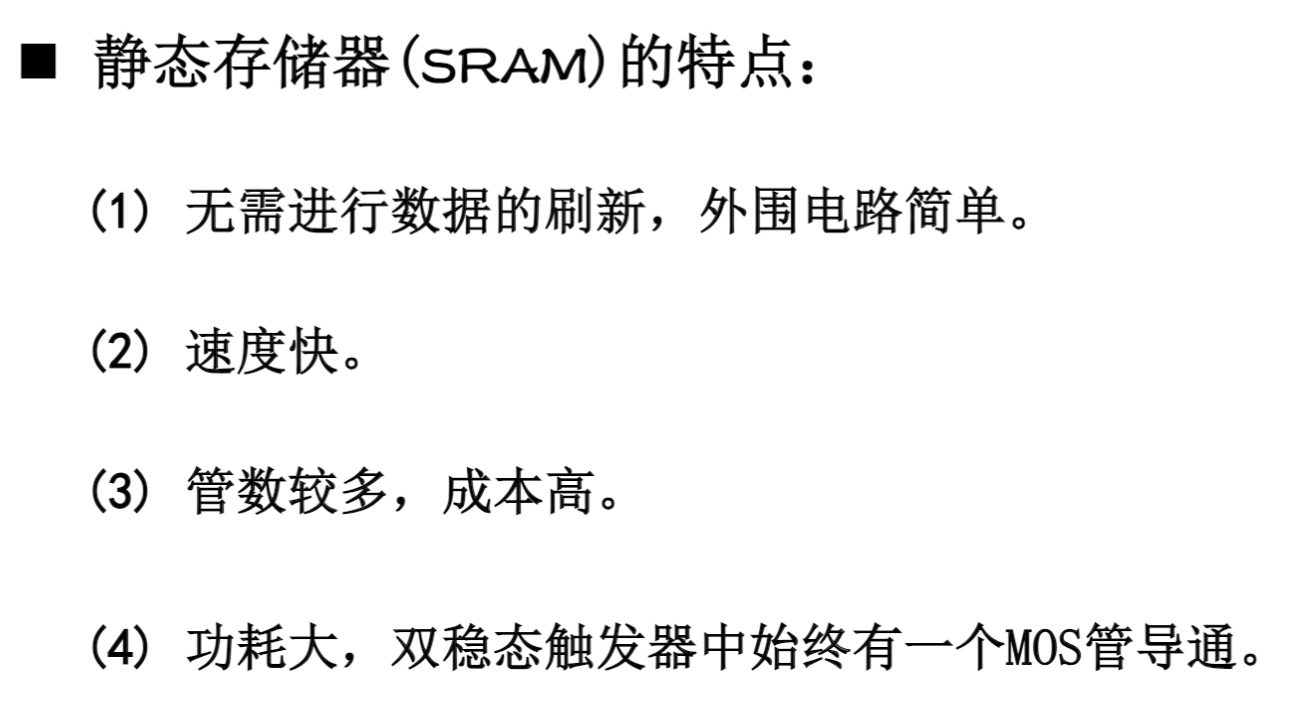 ■ 静态存储器(SRAM)的特点：
(1) 无需进行数据的刷新，外围电路简单。
(2) 速度快。
(3) 管数较多，成本高。
(4) 功耗大，双稳态触发器中始终有一个MOS管导通。